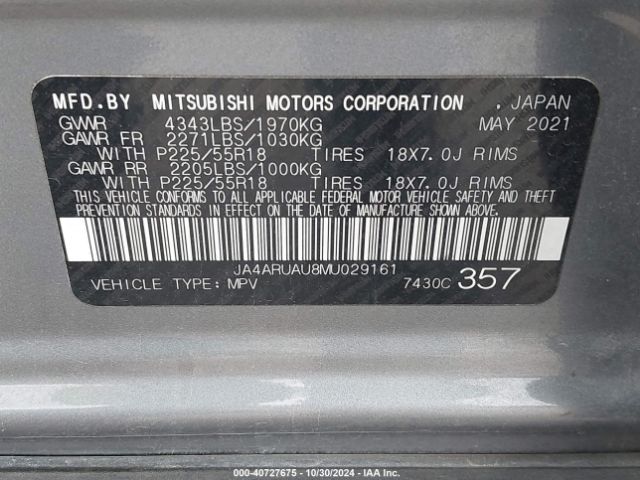 MFD.BY MITSUBISHI MOTORS CORPORATION . JAPAN
GVWR 4343LBS/1970KG MAY 2021
GAWR FR 2271LBS/1030KG
WITH P225/55R18 TIRES 18X7.0J RIMS
GAWR RR 2205LBS/1000KG
WITH P225/55R18 TIRES 18X7.0J RIMS
THIS VEHICLE CONFORMS TO ALL APPLICABLE FEDERAL MOTOR VEHICLE SAFETY AND THEFT
PREVENTION STANDARDS IN EFFECT ON THE DATE OF MANUFACTURE SHOWN ABOVE.
JA4ARUAU8MU029161
VEHICLE TYPE: MPV 7430C 357
© 00-40727675 - 10/30/2024 - IAAI.COM